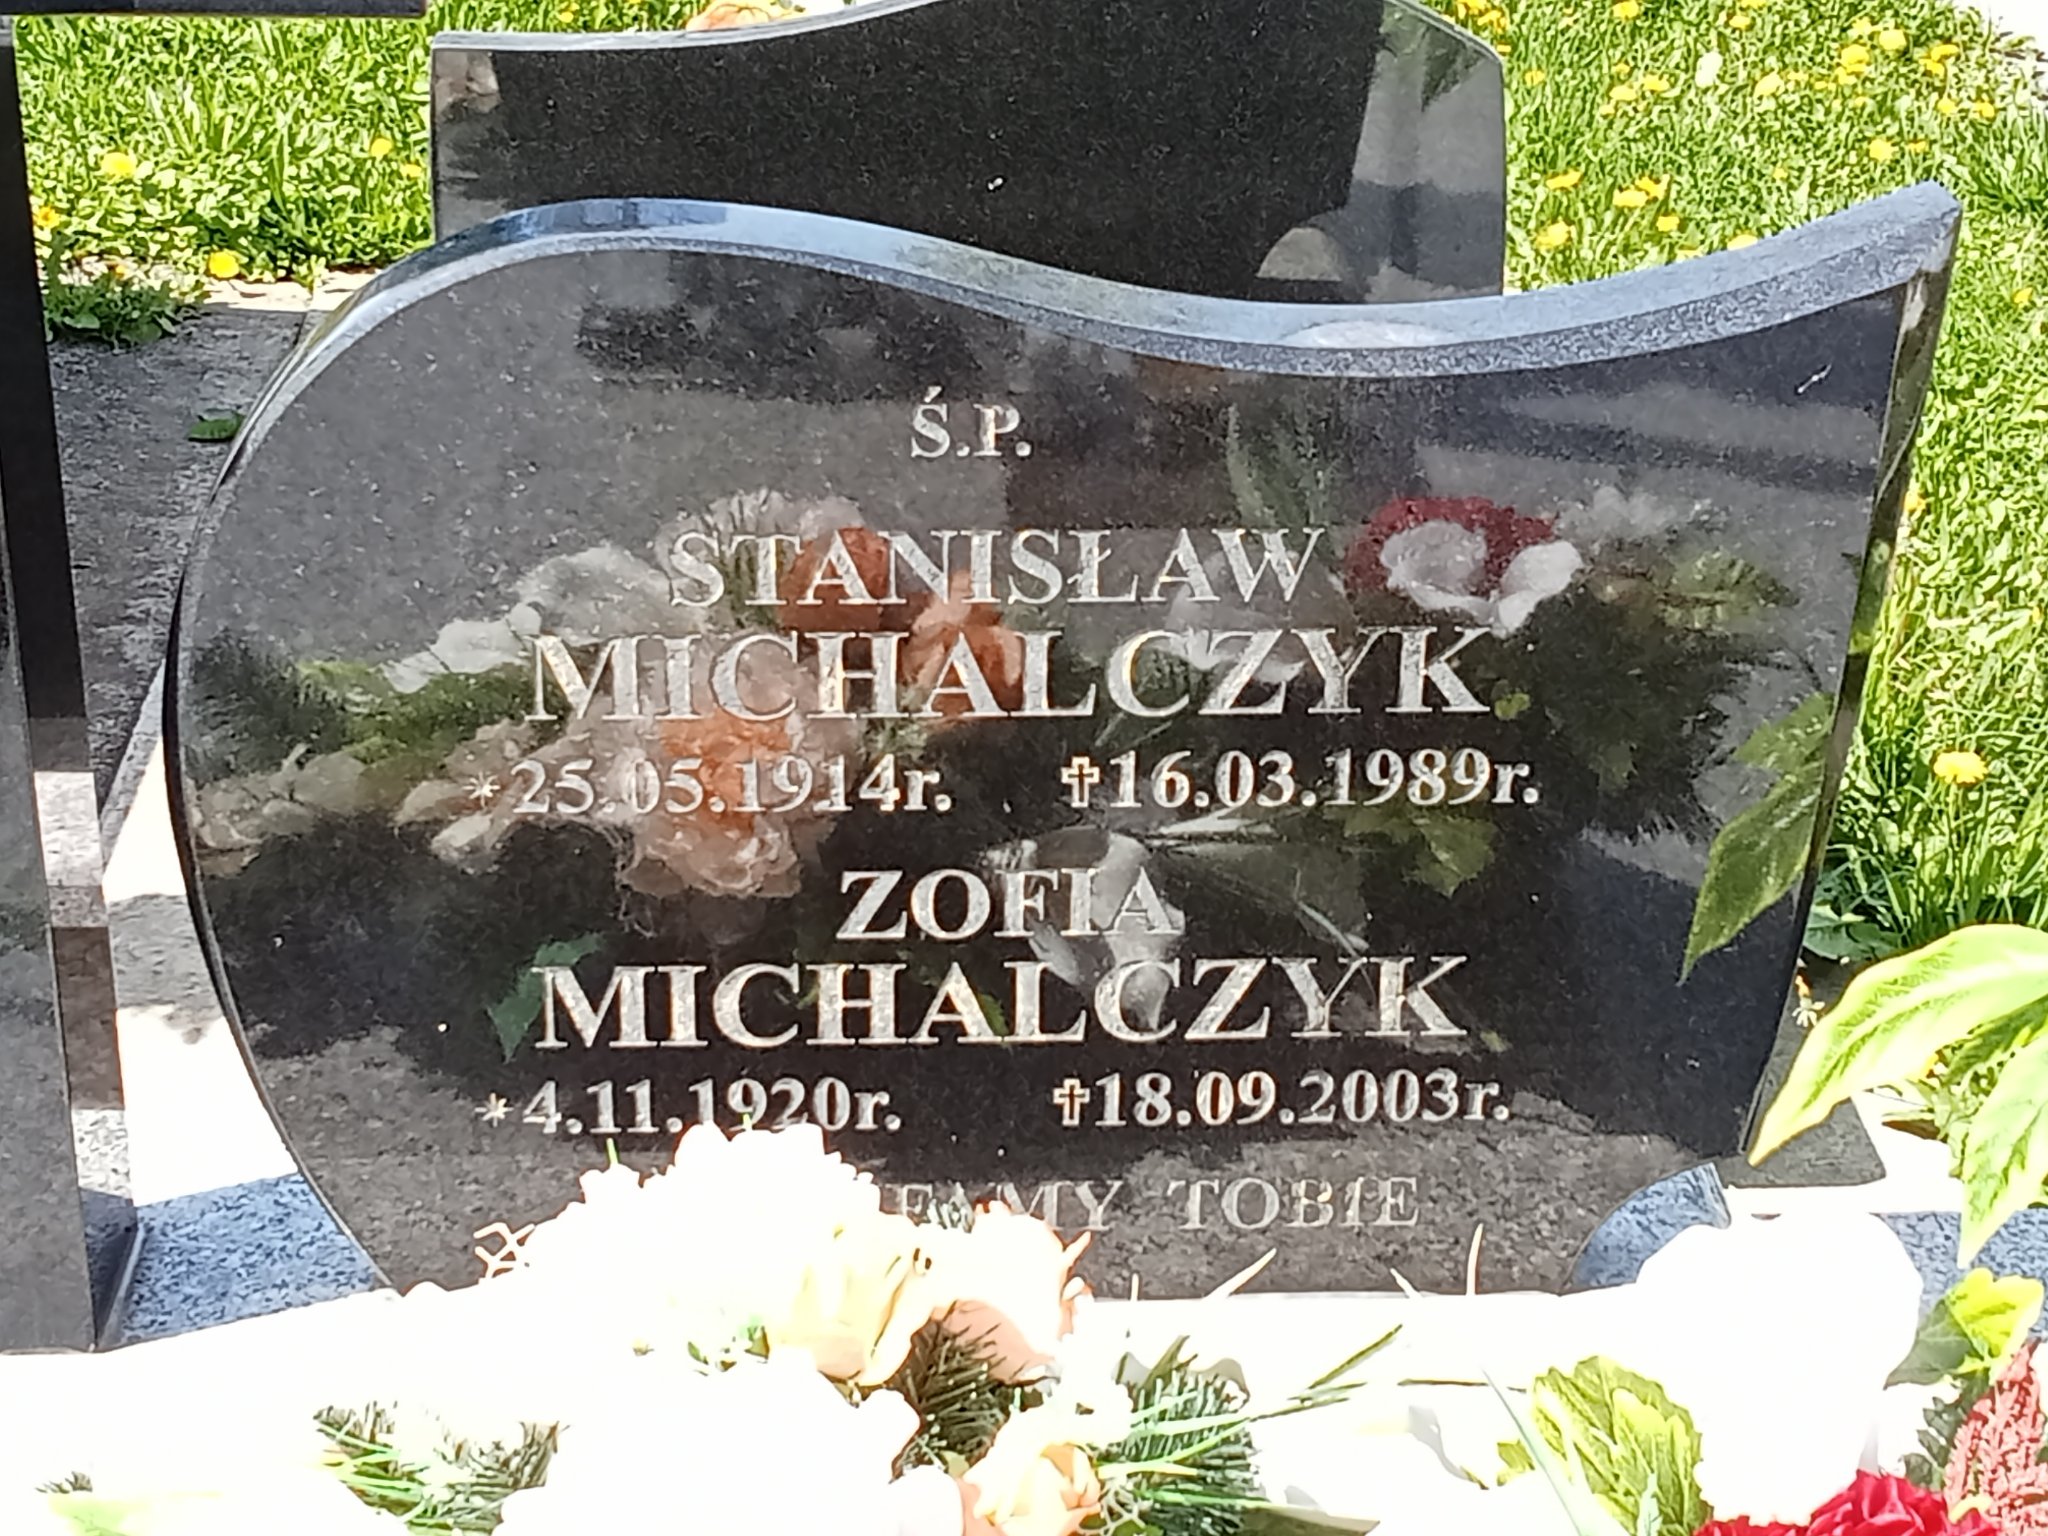 Ś.P.
STANISŁAW
MICHALCZYK
*25.05.1914r. ✝16.03.1989r.
ZOFIA
MICHALCZYK
*4.11.1920r. ✝18.09.2003r.
TOBIE